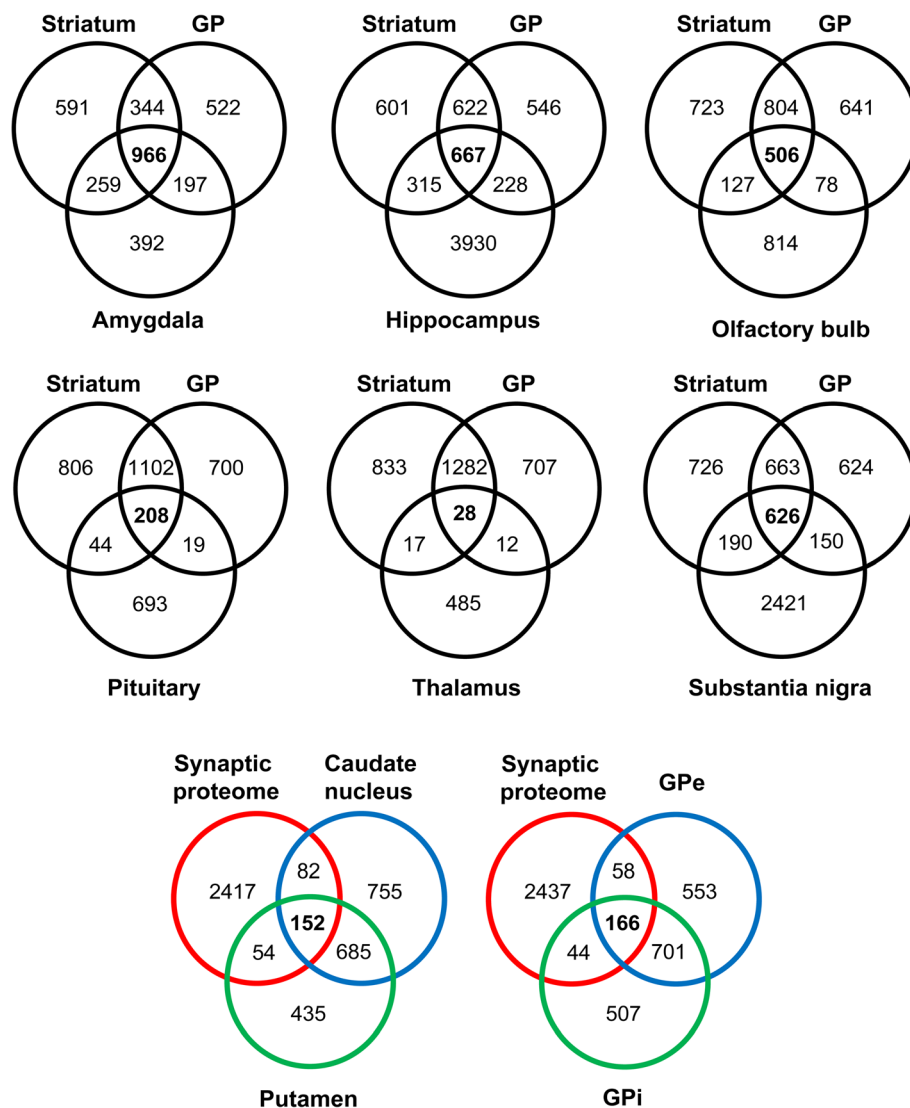 Striatum GP
591 344 522
966
259 197
392
Amygdala
Striatum GP
601 622 546
667
315 228
3930
Hippocampus
Striatum GP
723 804 641
506
127 78
814
Olfactory bulb
Striatum GP
806 1102 700
208
44 19
693
Pituitary
Striatum GP
833 1282 707
28
17 12
485
Thalamus
Striatum GP
726 663 624
626
190 150
2421
Substantia nigra
Synaptic
proteome
Caudate
nucleus
82
2417 755
152
54 685
435
Putamen
Synaptic
proteome
GPe
58
2437 553
166
44 701
507
GPi